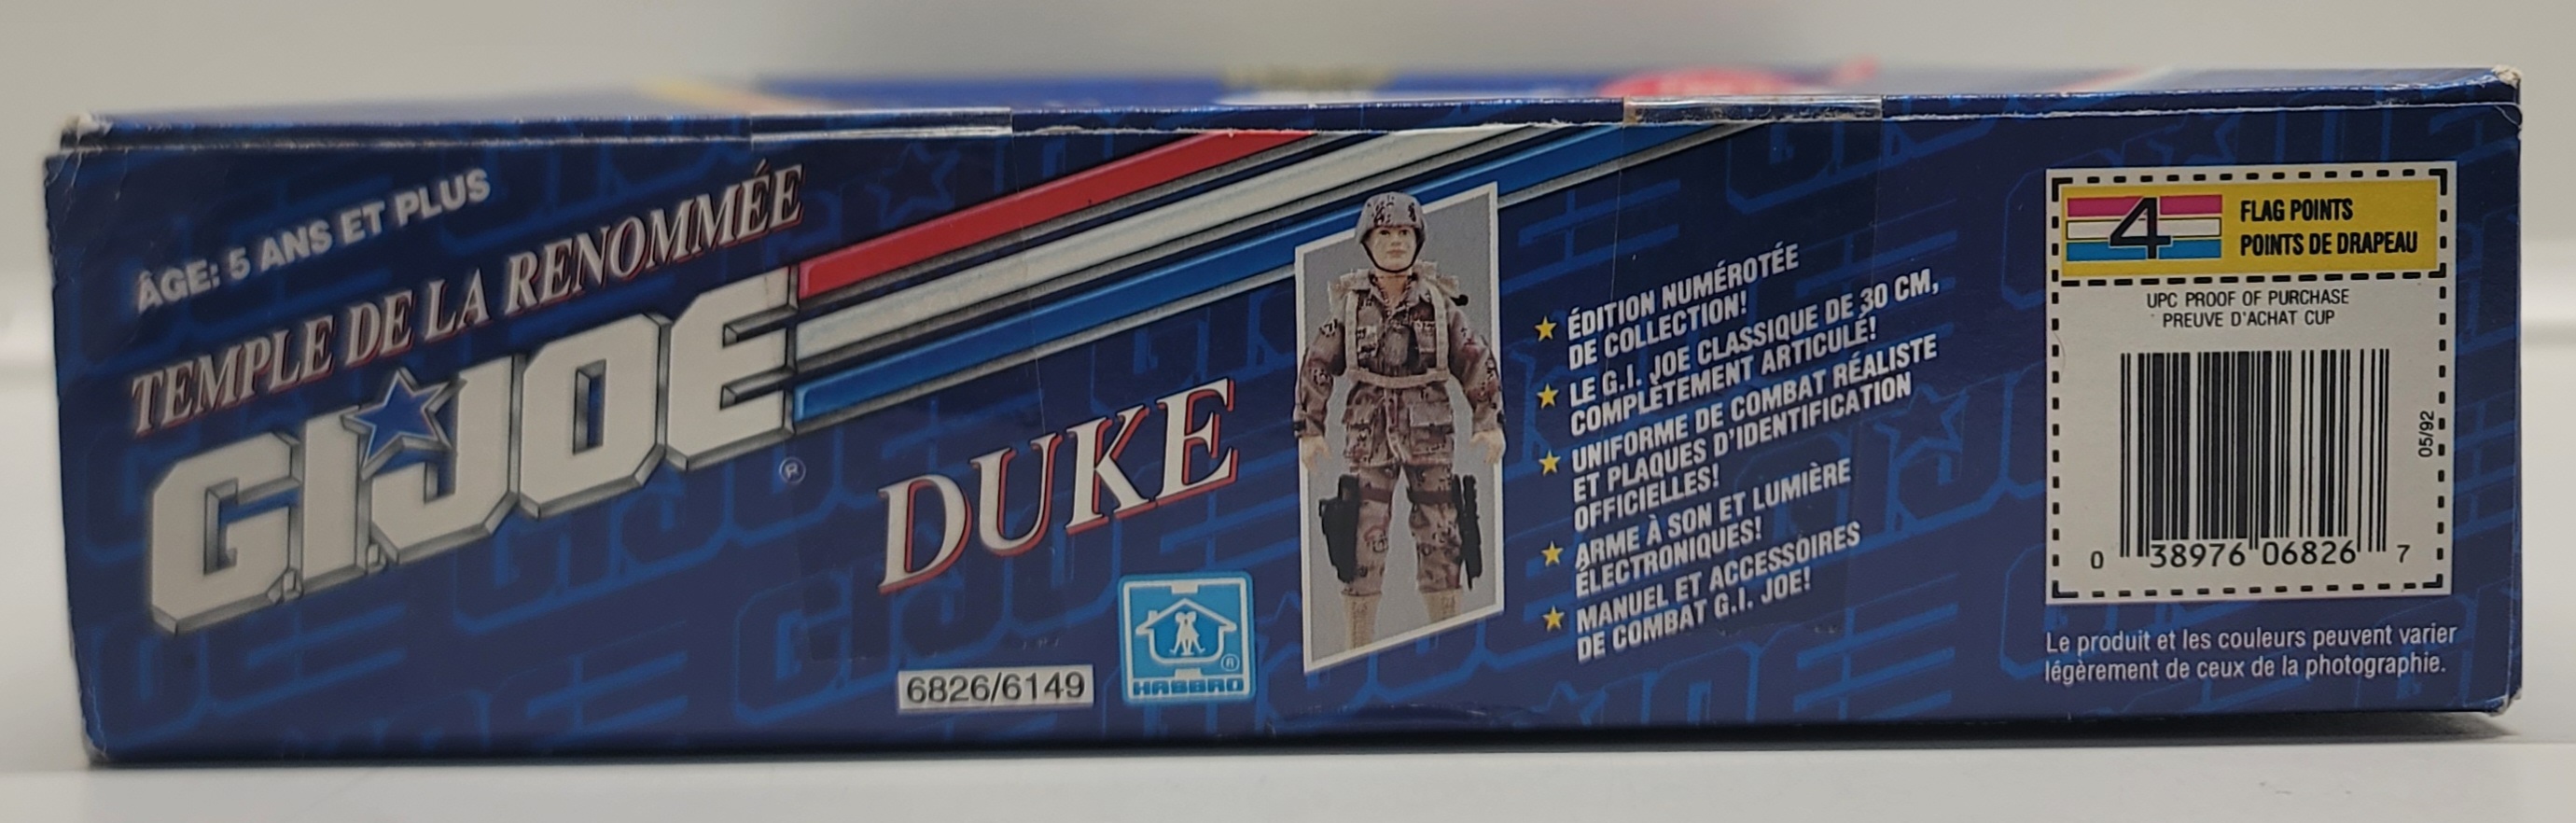 ÂGE: 5 ANS ET PLUS
TEMPLE DE LA RENOMMÉE
G.I. JOE
®
DUKE
6826/6149
HASBRO
®
ÉDITION NUMÉROTÉE
DE COLLECTION!
LE G.I. JOE CLASSIQUE DE 30 CM,
COMPLÈTEMENT ARTICULÉ!
UNIFORME DE COMBAT RÉALISTE
ET PLAQUES D'IDENTIFICATION
OFFICIELLES!
ARME À SON ET LUMIÈRE
ÉLECTRONIQUES!
MANUEL ET ACCESSOIRES
DE COMBAT G.I. JOE!
4
FLAG POINTS
POINTS DE DRAPEAU
UPC PROOF OF PURCHASE
PREUVE D'ACHAT CUP
05/92
0 38976 06826 7
Le produit et les couleurs peuvent varier
légèrement de ceux de la photographie.